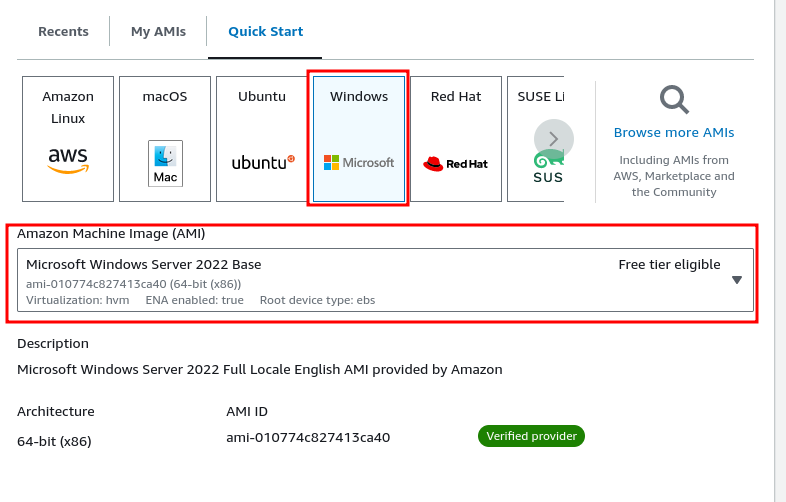 Recents
My AMIs
Quick Start
Amazon
Linux
aws
macOS
Mac
Ubuntu
ubuntu
Windows
Microsoft
Red Hat
Red Hat
SUSE Li
SUS
Browse more AMIs
Including AMIs from
AWS, Marketplace and
the Community
Amazon Machine Image (AMI)
Microsoft Windows Server 2022 Base
Free tier eligible
ami-010774c827413ca40 (64-bit (x86))
Virtualization: hvm ENA enabled: true Root device type: ebs
Description
Microsoft Windows Server 2022 Full Locale English AMI provided by Amazon
Architecture
AMI ID
64-bit (x86)
ami-010774c827413ca40
Verified provider